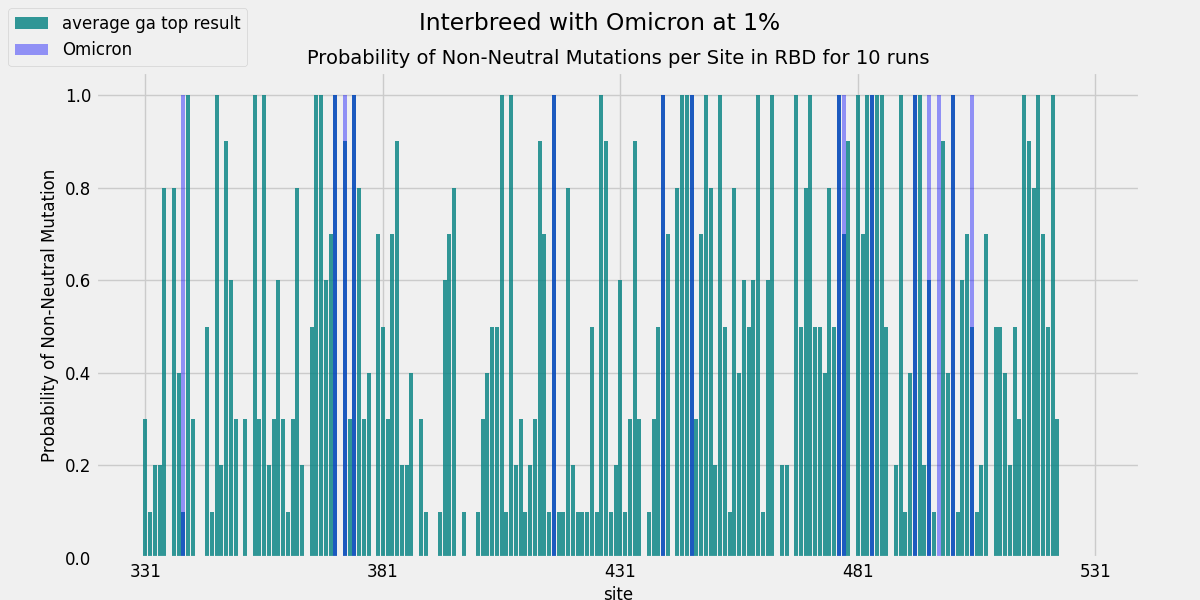 Interbreed with Omicron at 1%
average ga top result
Omicron
Probability of Non-Neutral Mutations per Site in RBD for 10 runs
Probability of Non-Neutral Mutation
1.0
0.8
0.6
0.4
0.2
0.0
331 381 431 481 531
site